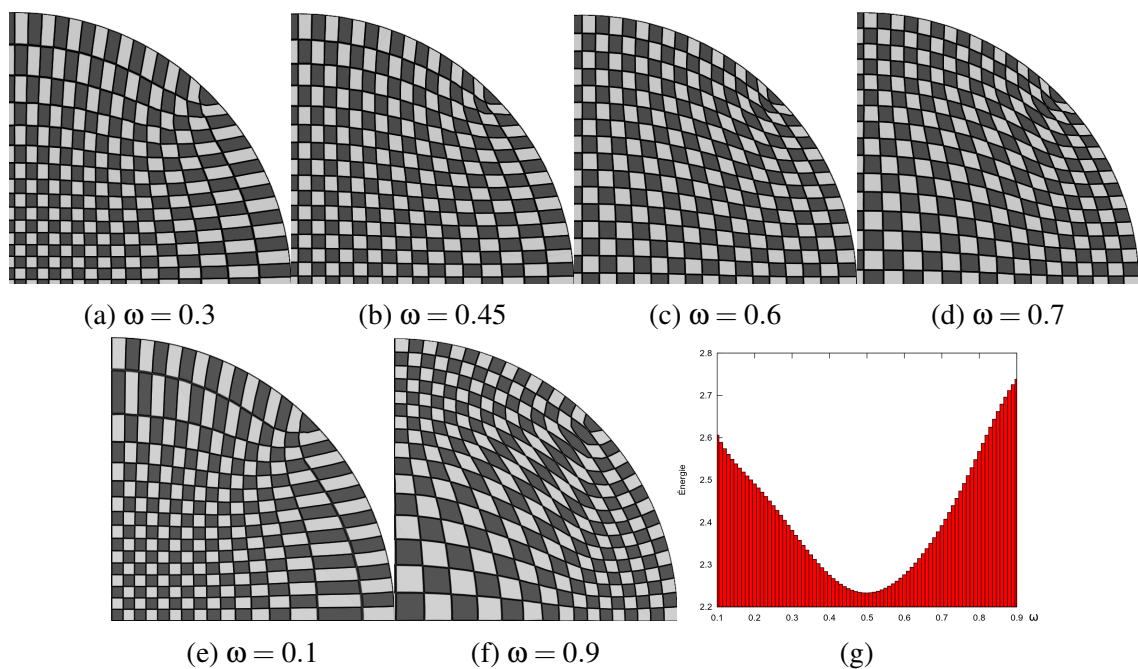 (a) ω = 0.3
(b) ω = 0.45
(c) ω = 0.6
(d) ω = 0.7
(e) ω = 0.1
(f) ω = 0.9
2.8
2.7
2.6
2.5
2.4
2.3
2.2
Énergie
0.1 0.2 0.3 0.4 0.5 0.6 0.7 0.8 0.9 ω
(g)